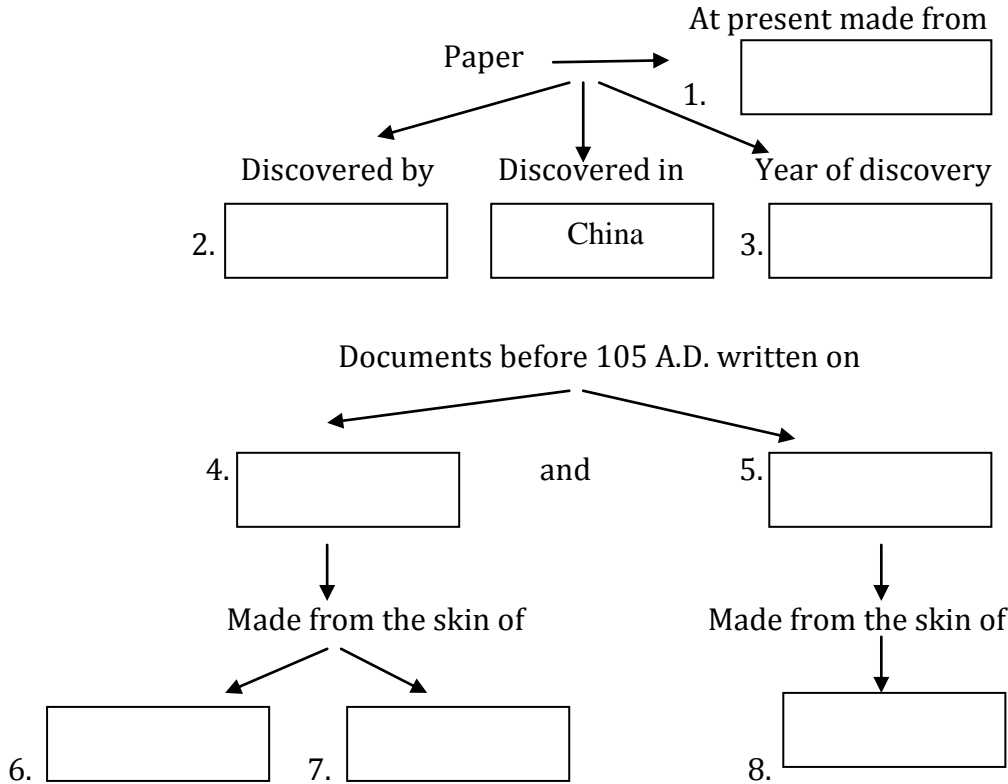 At present made from
Paper
1.
Discovered by Discovered in Year of discovery
2. China 3.
Documents before 105 A.D. written on
4. and 5.
Made from the skin of Made from the skin of
6. 7. 8.